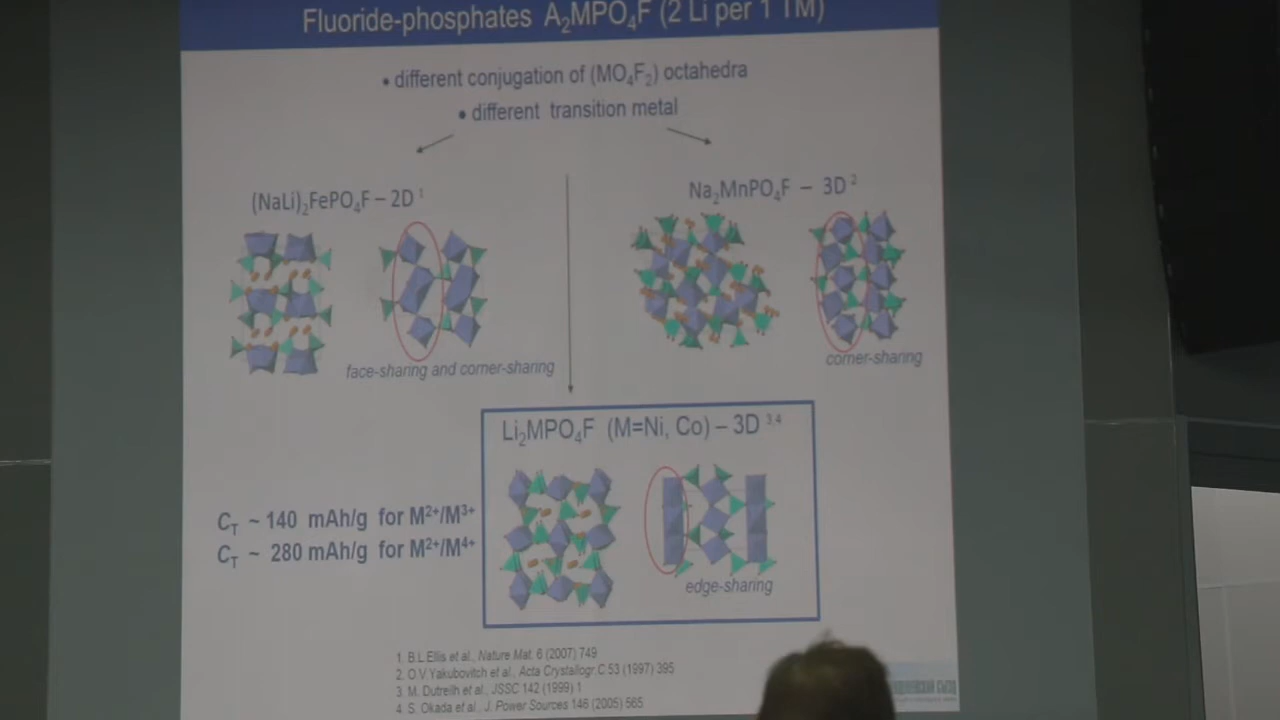 Fluoride-phosphates A₂MPO₄F (2 Li per 1 TM)
• different conjugation of (MO₄F₂) octahedra
• different transition metal
(NaLi)₂FePO₄F – 2D ¹
Na₂MnPO₄F – 3D ²
face-sharing and corner-sharing
corner-sharing
Li₂MPO₄F (M=Ni, Co) – 3D ³,⁴
C_T ~ 140 mAh/g for M²⁺/M³⁺
C_T ~ 280 mAh/g for M²⁺/M⁴⁺
edge-sharing
1. B.L.Ellis et al., Nature Mat. 6 (2007) 749
2. O.V.Yakubovitch et al., Acta Crystallogr. C 53 (1997) 395
3. M. Dutreilh et al., JSSC 142 (1999) 1
4. S. Okada et al., J. Power Sources 146 (2005) 565